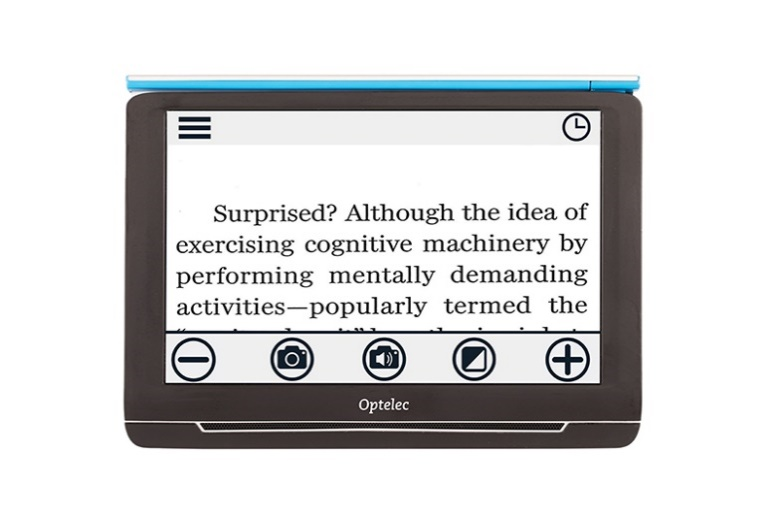 Surprised? Although the idea of
exercising cognitive machinery by
performing mentally demanding
activities—popularly termed the
Optelec